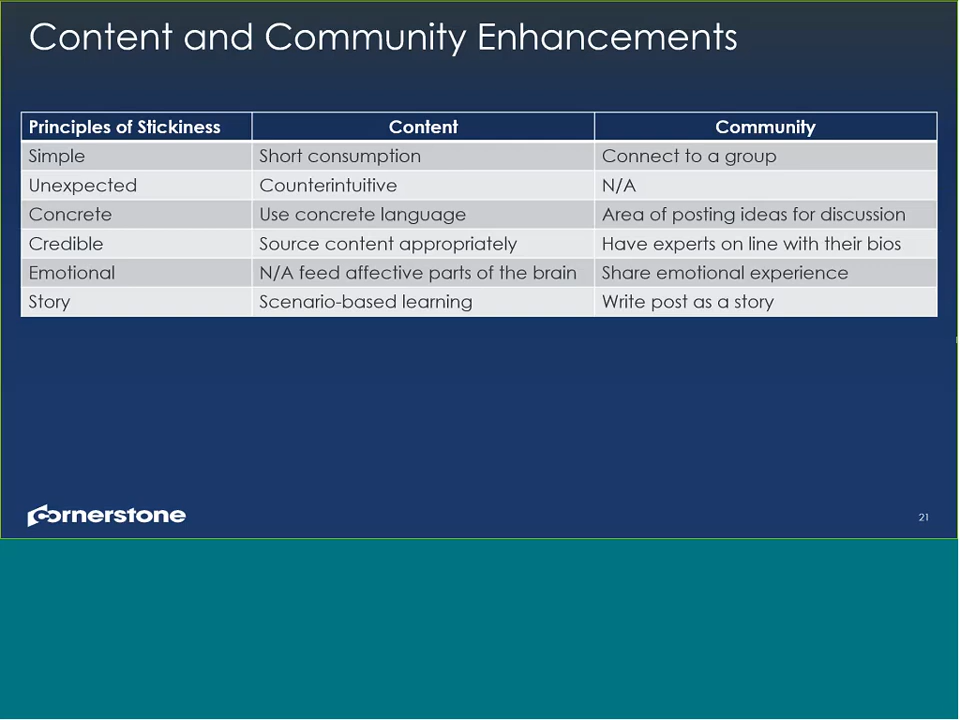 Content and Community Enhancements
Principles of Stickiness Content Community
Simple Short consumption Connect to a group
Unexpected Counterintuitive N/A
Concrete Use concrete language Area of posting ideas for discussion
Credible Source content appropriately Have experts on line with their bios
Emotional N/A feed affective parts of the brain Share emotional experience
Story Scenario-based learning Write post as a story
Cornerstone 21